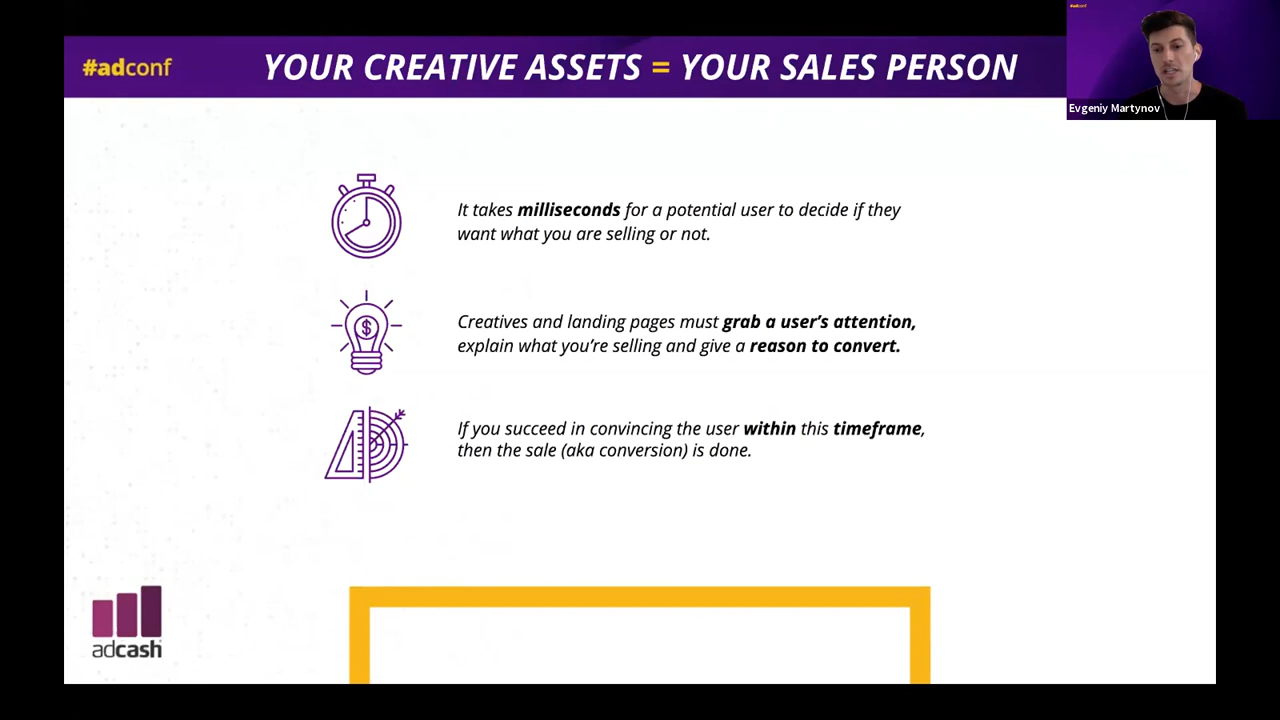 #adconf
YOUR CREATIVE ASSETS = YOUR SALES PERSON
#adconf
Evgeniy Martynov
It takes milliseconds for a potential user to decide if they
want what you are selling or not.
$
Creatives and landing pages must grab a user’s attention,
explain what you’re selling and give a reason to convert.
If you succeed in convincing the user within this timeframe,
then the sale (aka conversion) is done.
adcash